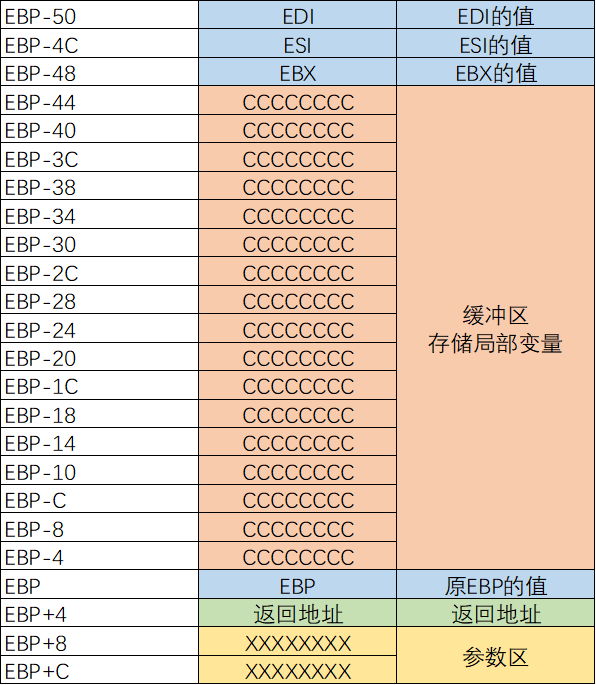 EBP-50 EDI EDI的值
EBP-4C ESI ESI的值
EBP-48 EBX EBX的值
EBP-44 CCCCCCCC
EBP-40 CCCCCCCC
EBP-3C CCCCCCCC
EBP-38 CCCCCCCC
EBP-34 CCCCCCCC
EBP-30 CCCCCCCC
EBP-2C CCCCCCCC
EBP-28 CCCCCCCC
缓冲区
EBP-24 CCCCCCCC
存储局部变量
EBP-20 CCCCCCCC
EBP-1C CCCCCCCC
EBP-18 CCCCCCCC
EBP-14 CCCCCCCC
EBP-10 CCCCCCCC
EBP-C CCCCCCCC
EBP-8 CCCCCCCC
EBP-4 CCCCCCCC
EBP EBP 原EBP的值
EBP+4 返回地址 返回地址
EBP+8 XXXXXXXX
参数区
EBP+C XXXXXXXX